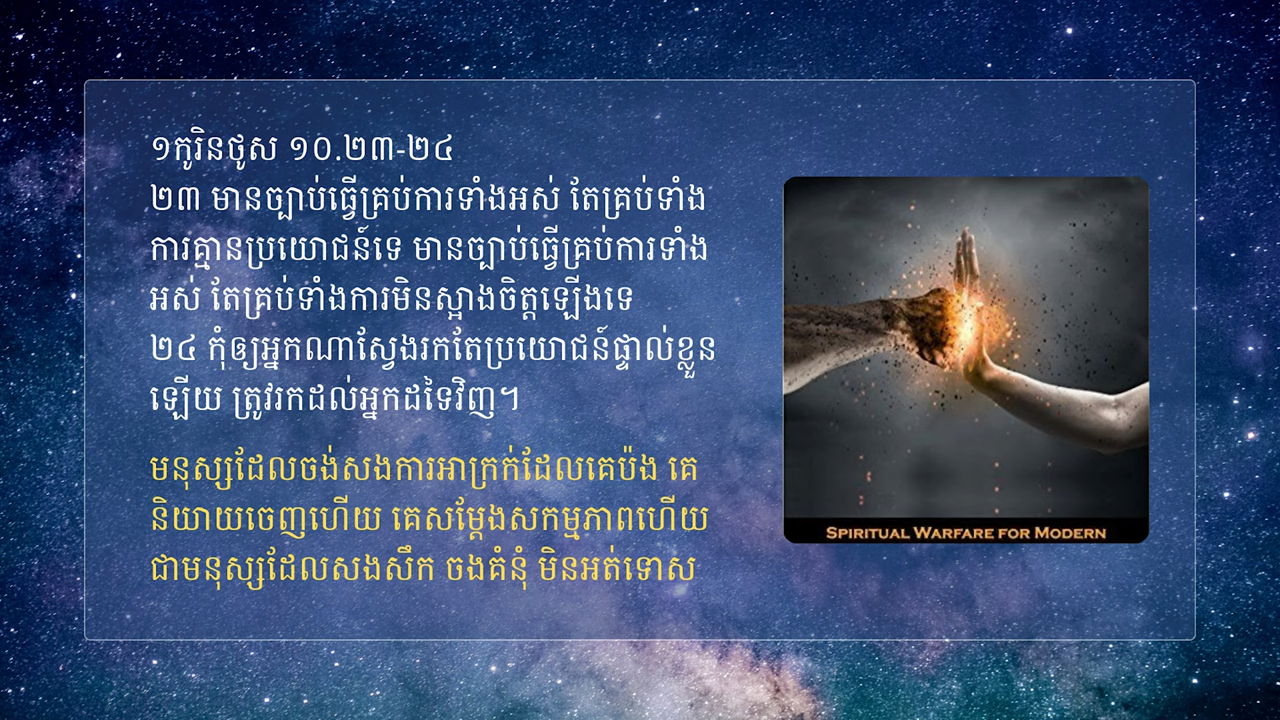 ១កូរិនថូស ១០.២៣-២៤
២៣ មានច្បាប់ធ្វើគ្រប់ការទាំងអស់ តែគ្រប់ទាំង
ការគ្មានប្រយោជន៍ទេ មានច្បាប់ធ្វើគ្រប់ការទាំង
អស់ តែគ្រប់ទាំងការមិនស្អាងចិត្តឡើងទេ
២៤ កុំឲ្យអ្នកណាស្វែងរកតែប្រយោជន៍ផ្ទាល់ខ្លួន
ឡើយ ត្រូវរកដល់អ្នកដទៃវិញ។
មនុស្សដែលចង់សងការអាក្រក់ដែលគេប៉ង គេ
និយាយចេញហើយ គេសម្ដែងសកម្មភាពហើយ
ជាមនុស្សដែលសងសឹក ចងគំនុំ មិនអត់ទោស
SPIRITUAL WARFARE FOR MODERN